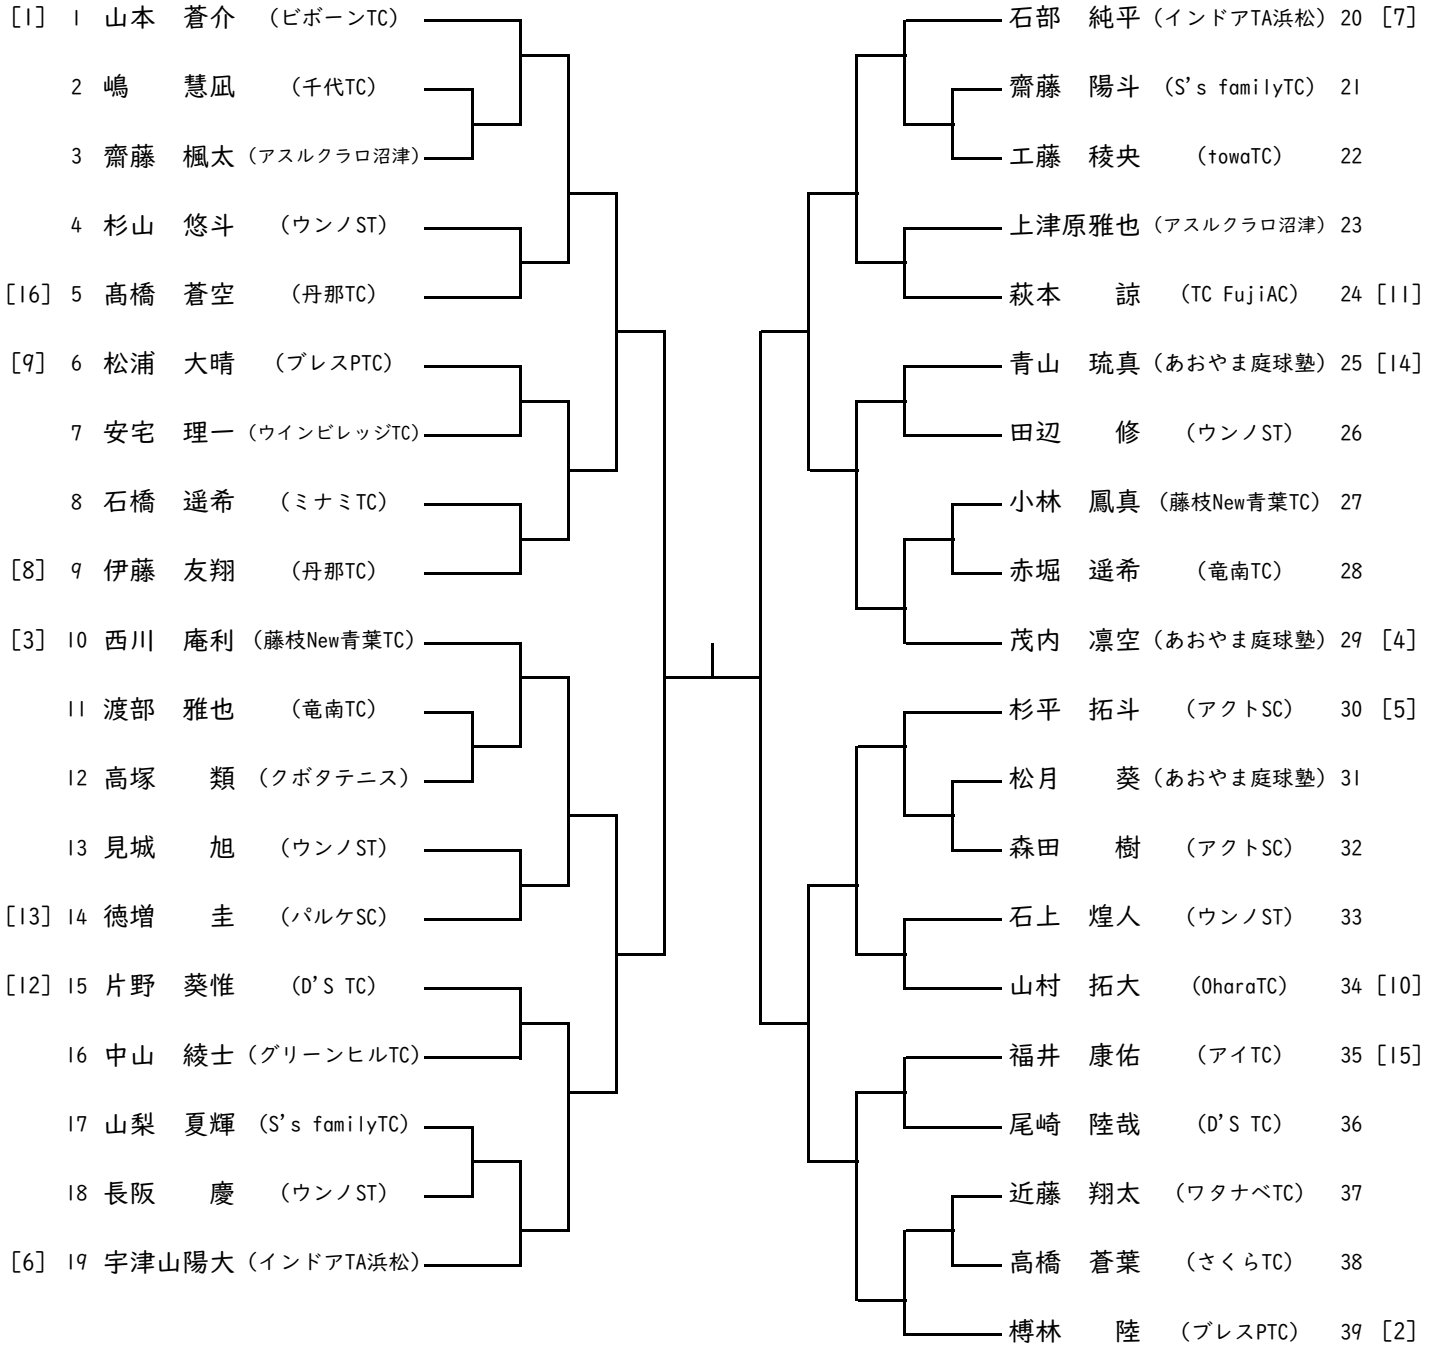 [1] 1 山本 蒼介 (ビボーンTC)
2 嶋 慧凪 (千代TC)
3 齋藤 楓太 (アスルクラロ沼津)
4 杉山 悠斗 (ウンノST)
[16] 5 髙橋 蒼空 (丹那TC)
[9] 6 松浦 大晴 (ブレスPTC)
7 安宅 理一 (ウインビレッジTC)
8 石橋 遥希 (ミナミTC)
[8] 9 伊藤 友翔 (丹那TC)
[3] 10 西川 庵利 (藤枝New青葉TC)
11 渡部 雅也 (竜南TC)
12 高塚 類 (クボタテニス)
13 見城 旭 (ウンノST)
[13] 14 徳増 圭 (パルケSC)
[12] 15 片野 葵惟 (D'S TC)
16 中山 綾士 (グリーンヒルTC)
17 山梨 夏輝 (S's familyTC)
18 長阪 慶 (ウンノST)
[6] 19 宇津山陽大 (インドアTA浜松)
石部 純平 (インドアTA浜松) 20 [7]
齋藤 陽斗 (S's familyTC) 21
工藤 稜央 (towaTC) 22
上津原雅也 (アスルクラロ沼津) 23
萩本 諒 (TC FujiAC) 24 [11]
青山 琉真 (あおやま庭球塾) 25 [14]
田辺 修 (ウンノST) 26
小林 鳳真 (藤枝New青葉TC) 27
赤堀 遥希 (竜南TC) 28
茂内 凛空 (あおやま庭球塾) 29 [4]
杉平 拓斗 (アクトSC) 30 [5]
松月 葵 (あおやま庭球塾) 31
森田 樹 (アクトSC) 32
石上 煌人 (ウンノST) 33
山村 拓大 (OharaTC) 34 [10]
福井 康佑 (アイTC) 35 [15]
尾崎 陸哉 (D'S TC) 36
近藤 翔太 (ワタナベTC) 37
高橋 蒼葉 (さくらTC) 38
榑林 陸 (ブレスPTC) 39 [2]